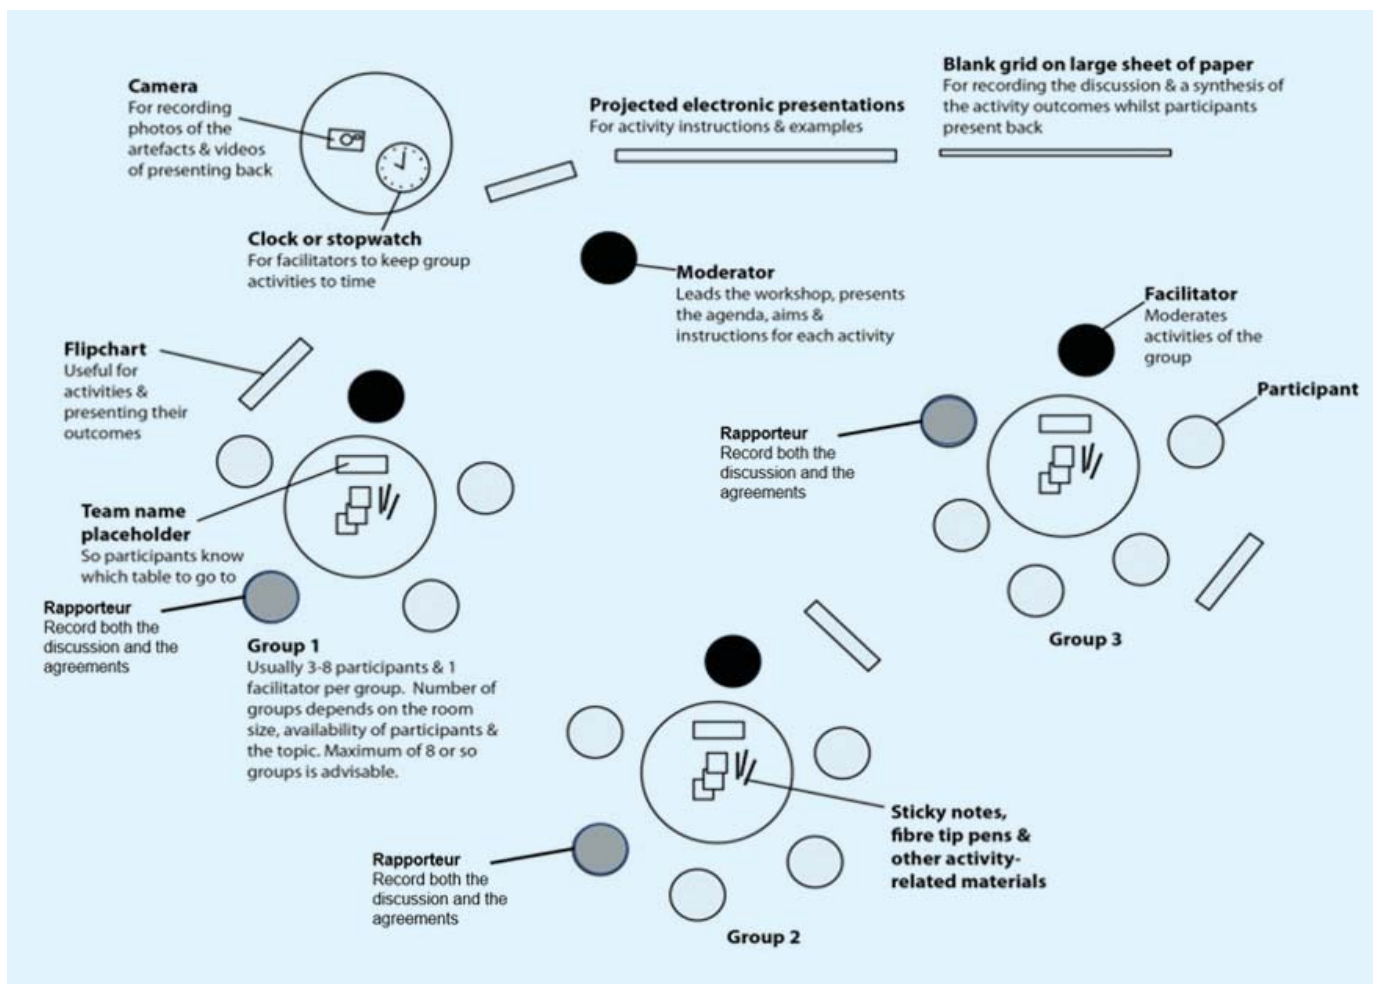 Camera
For recording
photos of the
artefacts & videos
of presenting back
Clock or stopwatch
For facilitators to keep group
activities to time
Projected electronic presentations
For activity instructions & examples
Blank grid on large sheet of paper
For recording the discussion & a synthesis of
the activity outcomes whilst participants
present back
Moderator
Leads the workshop, presents
the agenda, aims &
instructions for each activity
Facilitator
Moderates
activities of the
group
Participant
Flipchart
Useful for
activities &
presenting their
outcomes
Rapporteur
Record both the
discussion and the
agreements
Team name
placeholder
So participants know
which table to go to
Rapporteur
Record both the
discussion and the
agreements
Group 1
Usually 3-8 participants & 1
facilitator per group. Number of
groups depends on the room
size, availability of participants &
the topic. Maximum of 8 or so
groups is advisable.
Group 3
Sticky notes,
fibre tip pens &
other activity-
related materials
Rapporteur
Record both the
discussion and the
agreements
Group 2